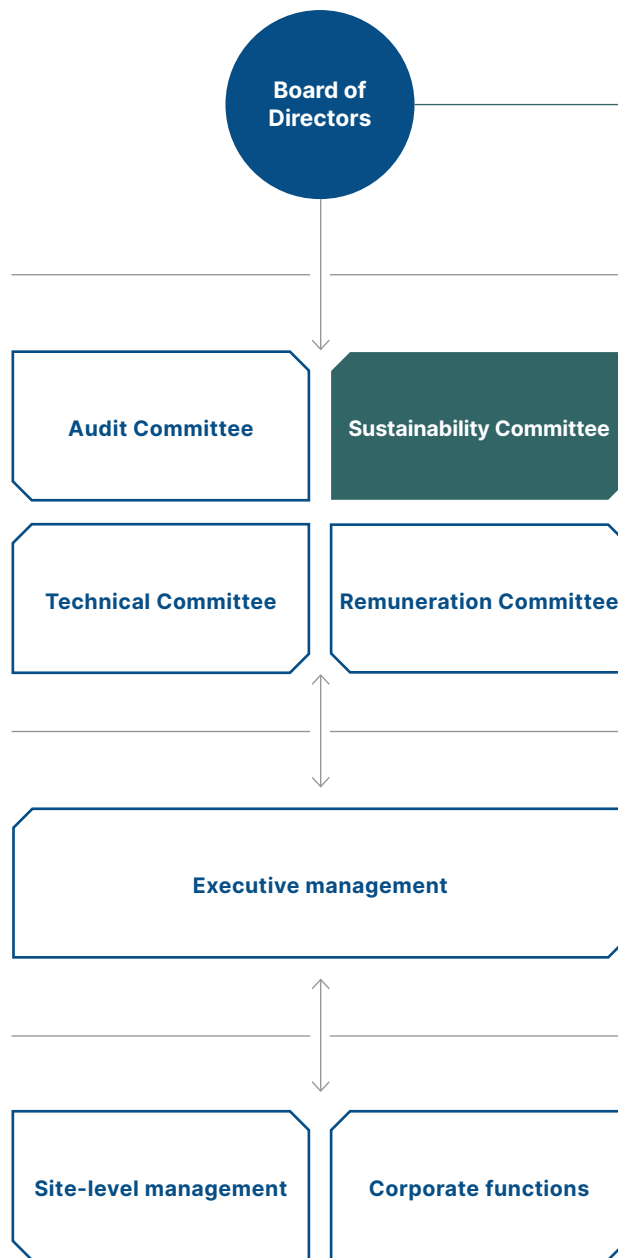 Board of
Directors
Audit Committee
Sustainability Committee
Technical Committee
Remuneration Committee
Executive management
Site-level management
Corporate functions